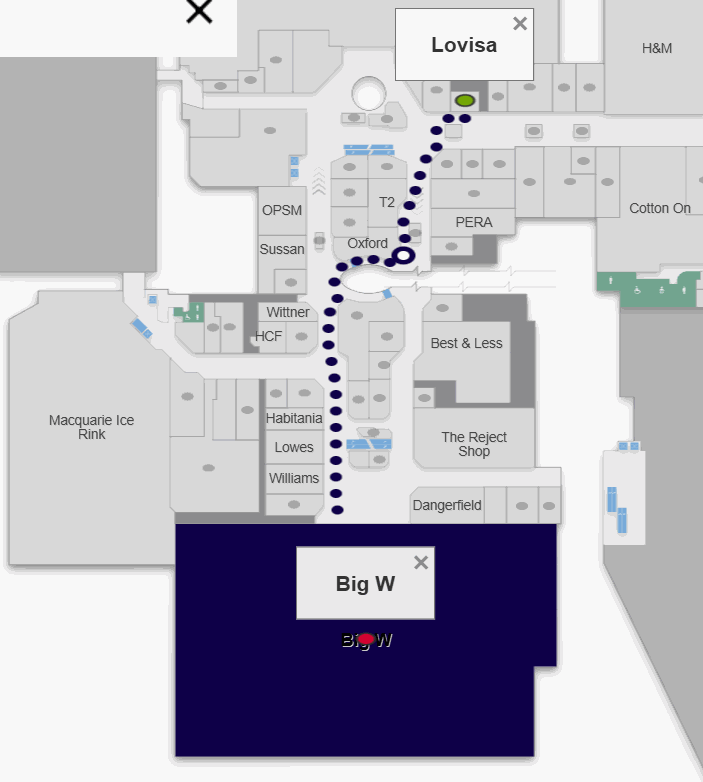 Lovisa
H&M
T2
OPSM
Cotton On
PERA
Oxford
Sussan
Wittner
HCF
Best & Less
Macquarie Ice
Rink
Habitania
Lowes
The Reject
Shop
Williams
Dangerfield
Big W
Big W